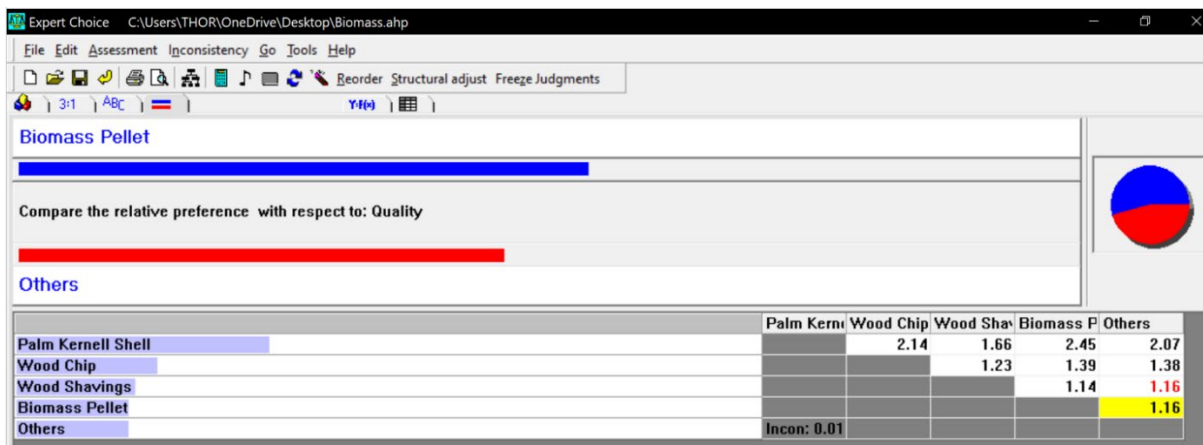 Expert Choice C:\Users\THOR\OneDrive\Desktop\Biomass.ahp
File Edit Assessment Inconsistency Go Tools Help
Reorder Structural adjust Freeze Judgments
3:1 ABC Y:F(x)
Biomass Pellet
Compare the relative preference with respect to: Quality
Others
Palm Kerne Wood Chip Wood Shav Biomass P Others
Palm Kernell Shell 2.14 1.66 2.45 2.07
Wood Chip 1.23 1.39 1.38
Wood Shavings 1.14 1.16
Biomass Pellet 1.16
Others Incon: 0.01